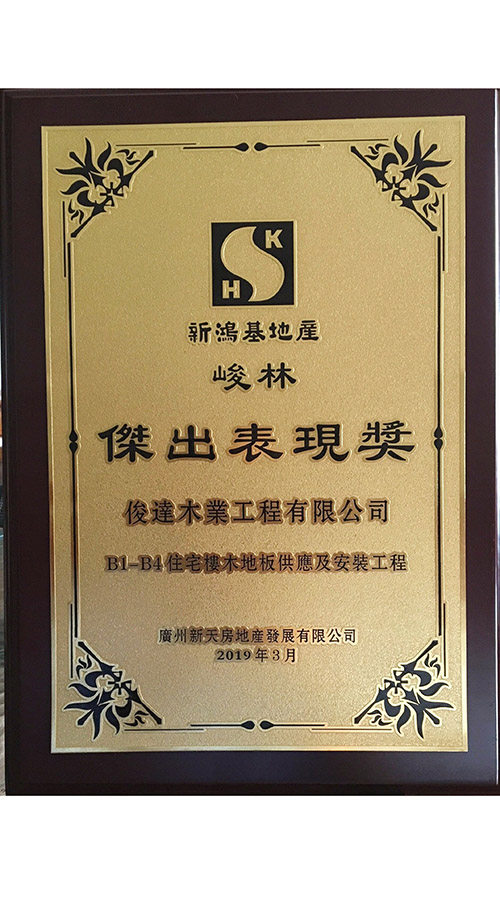 SHK
新鴻基地產
峻林
傑出表現獎
俊達木業工程有限公司
B1-B4住宅樓木地板供應及安裝工程
廣州新天房地產發展有限公司
2019年3月